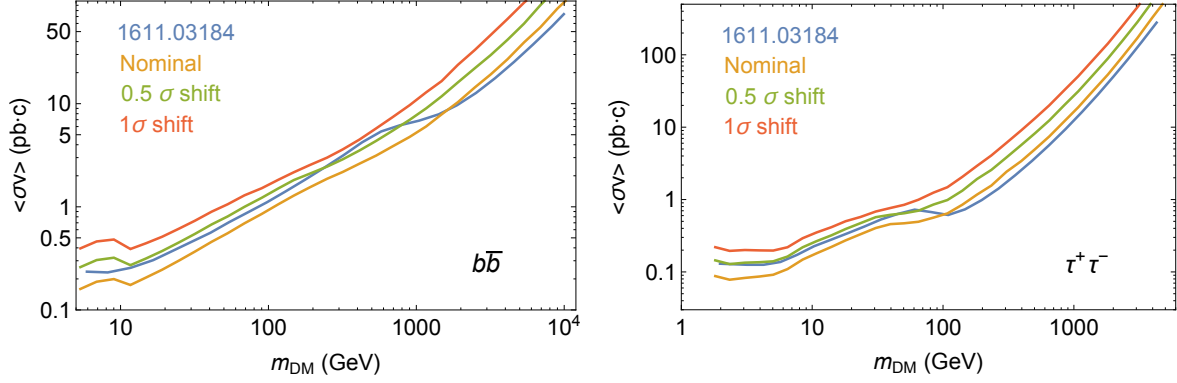 50
10
5
1
0.5
0.1
<σv> (pb·c)
1611.03184
Nominal
0.5 σ shift
1σ shift
bb̅
10
100
1000
10⁴
m_DM (GeV)
100
10
1
0.1
<σv> (pb·c)
1611.03184
Nominal
0.5 σ shift
1σ shift
τ⁺ τ⁻
1
10
100
1000
m_DM (GeV)